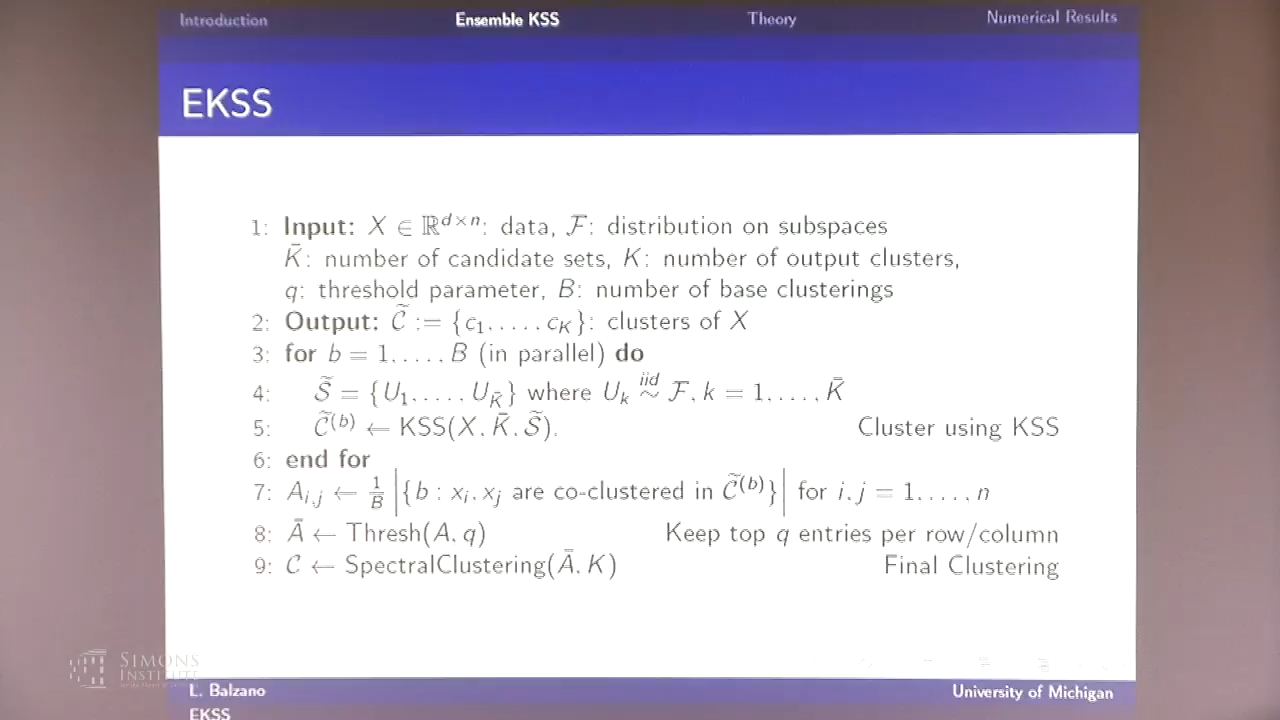 Introduction Ensemble KSS Theory Numerical Results
EKSS
1: Input: X ∈ ℝ^{d×n}: data, ℱ: distribution on subspaces
K̄: number of candidate sets, K: number of output clusters,
q: threshold parameter, B: number of base clusterings
2: Output: C̃ := {c_1, . . . , c_K}: clusters of X
3: for b = 1, . . . , B (in parallel) do
4: S̃ = {U_1, . . . , U_K̄} where U_k ~^{iid} ℱ, k = 1, . . . , K̄
5: C̃^{(b)} ← KSS(X, K̄, S̃). Cluster using KSS
6: end for
7: A_{i,j} ← 1/B |{b : x_i, x_j are co-clustered in C̃^{(b)}}| for i, j = 1, . . . , n
8: Ā ← Thresh(A, q) Keep top q entries per row/column
9: C ← SpectralClustering(Ā, K) Final Clustering
SIMONS
INSTITUTE
L. Balzano University of Michigan
EKSS